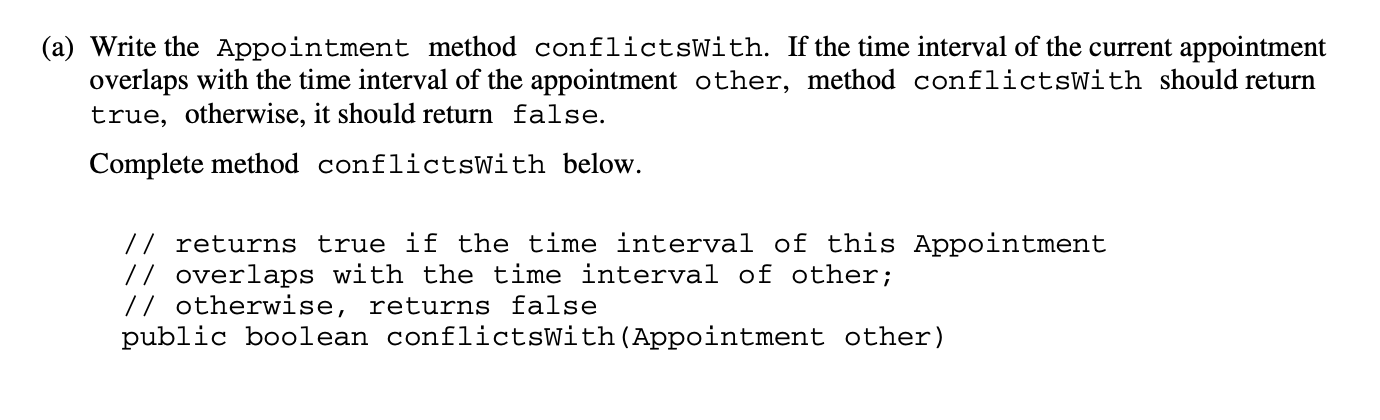 (a) Write the Appointment method conflictsWith. If the time interval of the current appointment
overlaps with the time interval of the appointment other, method conflictsWith should return
true, otherwise, it should return false.
Complete method conflictsWith below.
// returns true if the time interval of this Appointment
// overlaps with the time interval of other;
// otherwise, returns false
public boolean conflictsWith(Appointment other)